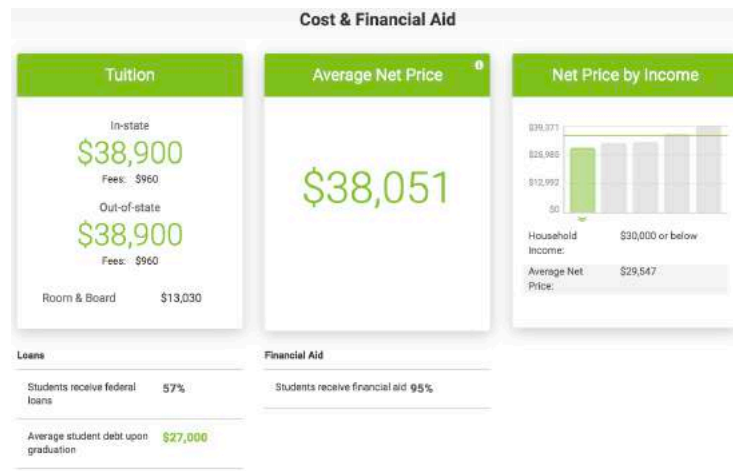 Cost & Financial Aid
Tuition
In-state
$38,900
Fees: $960
Out-of-state
$38,900
Fees: $960
Room & Board $13,030
Average Net Price
$38,051
Net Price by Income
$39,371
$12,992
$0
Household Income: $30,000 or below
Average Net Price: $29,547
Loans
Students receive federal loans 57%
Average student debt upon graduation $27,000
Financial Aid
Students receive financial aid 95%